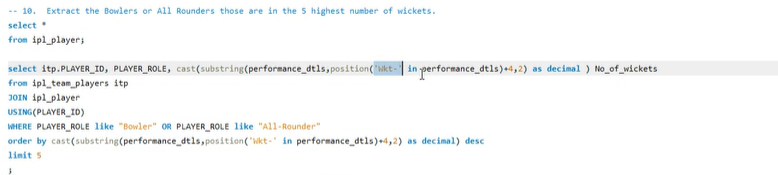 -- 10.  Extract the Bowlers or All Rounders those are in the 5 highest number of wickets.
select *
from ipl_player;
select itp.PLAYER_ID, PLAYER_ROLE, cast(substring(performance_dtls,position('Wkt-' in performance_dtls)+4,2) as decimal ) No_of_wickets
from ipl_team_players itp
JOIN ipl_player
USING(PLAYER_ID)
WHERE PLAYER_ROLE like "Bowler" OR PLAYER_ROLE like "All-Rounder"
order by cast(substring(performance_dtls,position('Wkt-' in performance_dtls)+4,2) as decimal) desc
limit 5
;